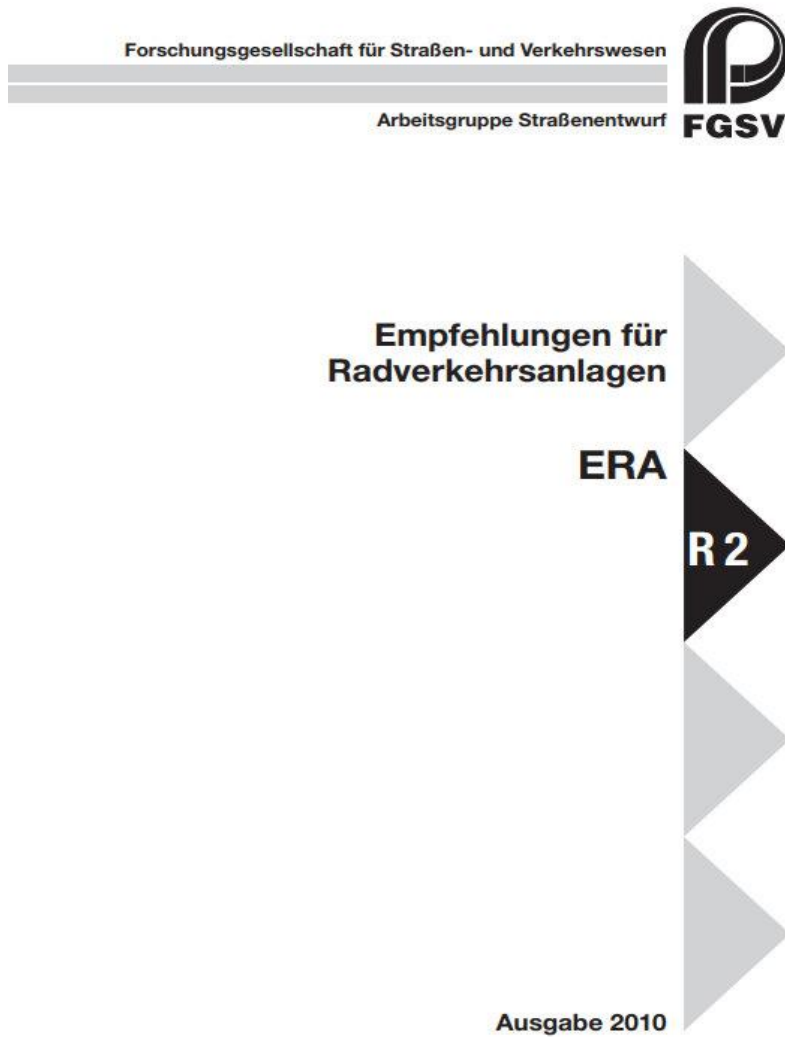 Forschungsgesellschaft für Straßen- und Verkehrswesen
Arbeitsgruppe Straßenentwurf
FGSV
Empfehlungen für
Radverkehrsanlagen
ERA
R 2
Ausgabe 2010